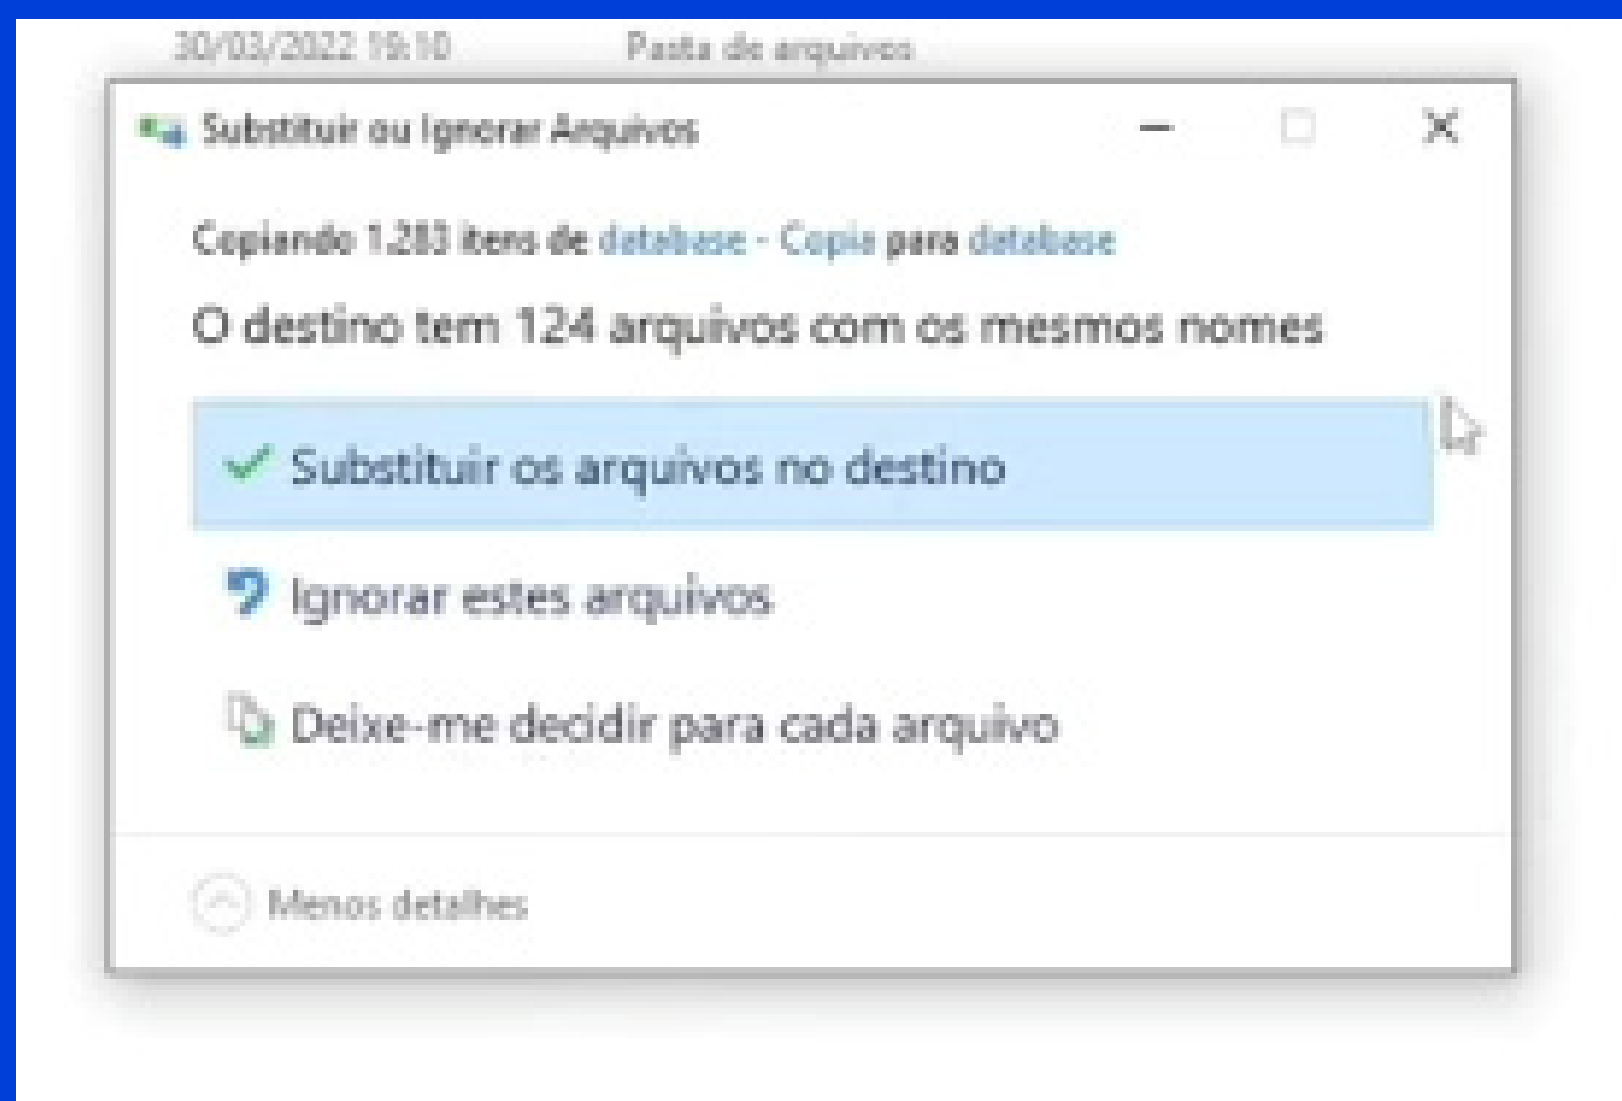 30/03/2022 19:10 Pasta de arquivos
Substituir ou Ignorar Arquivos
Copiando 1.283 itens de database - Copia para database
O destino tem 124 arquivos com os mesmos nomes
Substituir os arquivos no destino
Ignorar estes arquivos
Deixe-me decidir para cada arquivo
Menos detalhes